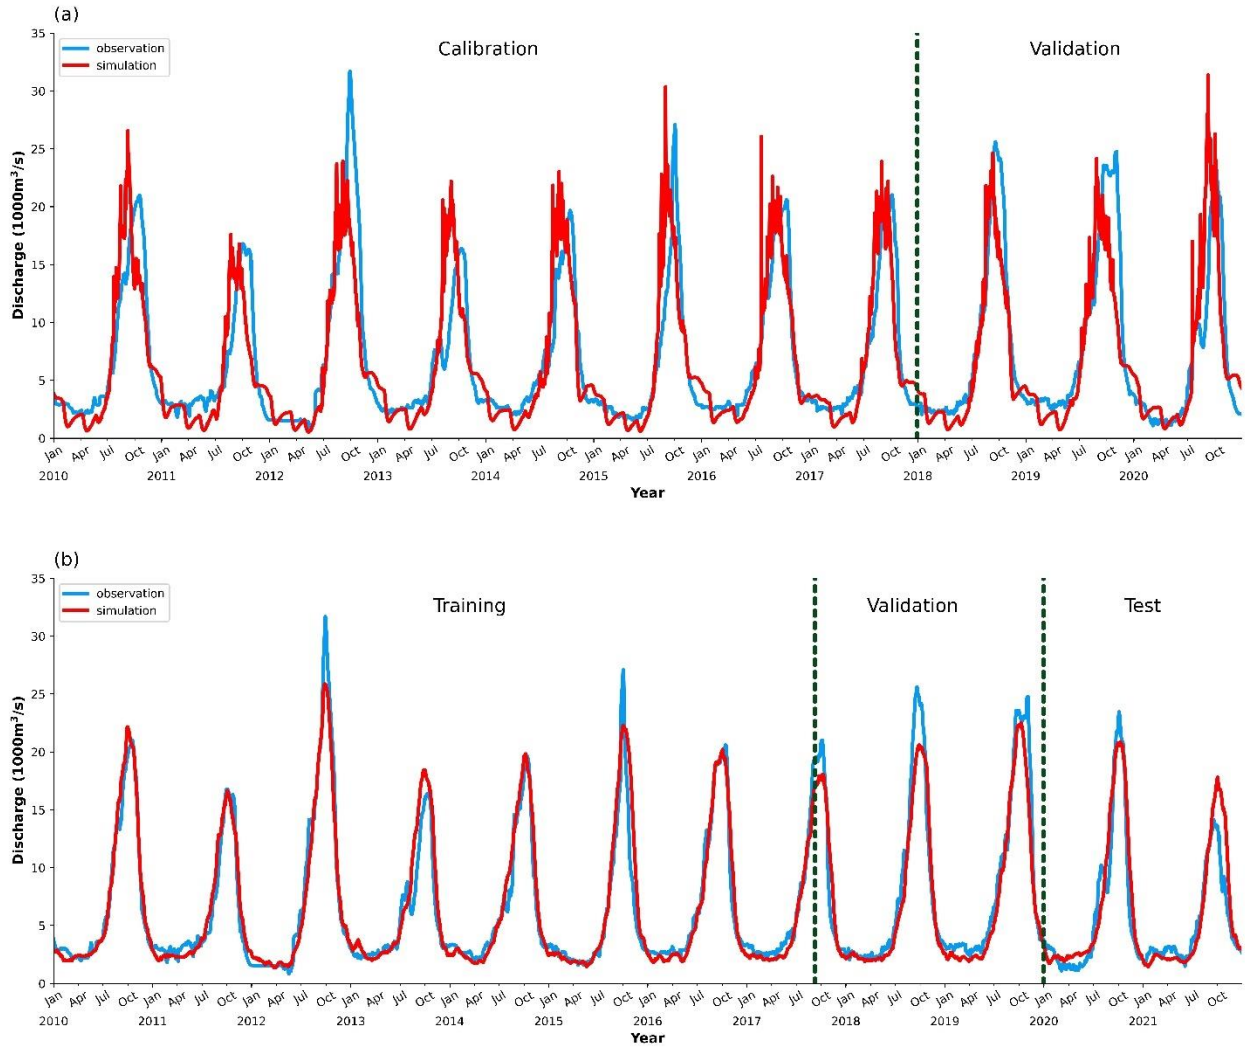 (a)
35
30
25
20
15
10
5
0
Discharge (1000m³/s)
observation
simulation
Calibration
Validation
Jan Apr Jul Oct Jan Apr Jul Oct Jan Apr Jul Oct Jan Apr Jul Oct Jan Apr Jul Oct Jan Apr Jul Oct Jan Apr Jul Oct Jan Apr Jul Oct Jan Apr Jul Oct Jan Apr Jul Oct Jan Apr Jul Oct
2010 2011 2012 2013 2014 2015 2016 2017 2018 2019 2020
Year
(b)
35
30
25
20
15
10
5
0
Discharge (1000m³/s)
observation
simulation
Training
Validation
Test
Jan Apr Jul Oct Jan Apr Jul Oct Jan Apr Jul Oct Jan Apr Jul Oct Jan Apr Jul Oct Jan Apr Jul Oct Jan Apr Jul Oct Jan Apr Jul Oct Jan Apr Jul Oct Jan Apr Jul Oct Jan Apr Jul Oct Jan Apr Jul Oct
2010 2011 2012 2013 2014 2015 2016 2017 2018 2019 2020 2021
Year